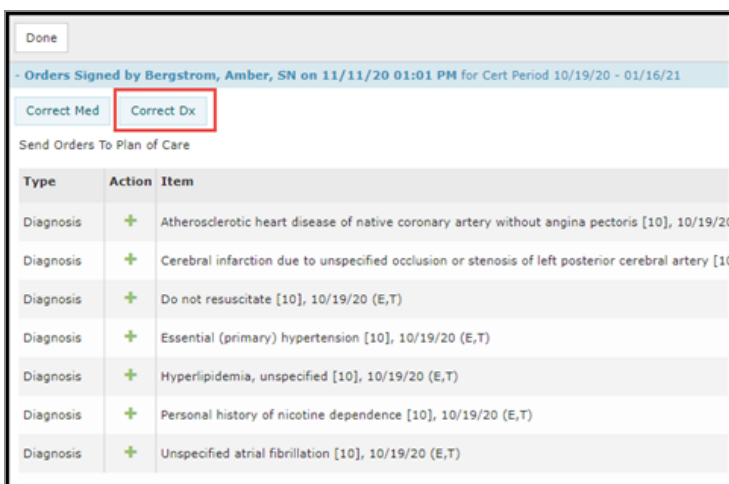 Done
- Orders Signed by Bergstrom, Amber, SN on 11/11/20 01:01 PM for Cert Period 10/19/20 - 01/16/21
Correct Med Correct Dx
Send Orders To Plan of Care
Type Action Item
Diagnosis + Atherosclerotic heart disease of native coronary artery without angina pectoris [10], 10/19/20
Diagnosis + Cerebral infarction due to unspecified occlusion or stenosis of left posterior cerebral artery [10
Diagnosis + Do not resuscitate [10], 10/19/20 (E,T)
Diagnosis + Essential (primary) hypertension [10], 10/19/20 (E,T)
Diagnosis + Hyperlipidemia, unspecified [10], 10/19/20 (E,T)
Diagnosis + Personal history of nicotine dependence [10], 10/19/20 (E,T)
Diagnosis + Unspecified atrial fibrillation [10], 10/19/20 (E,T)